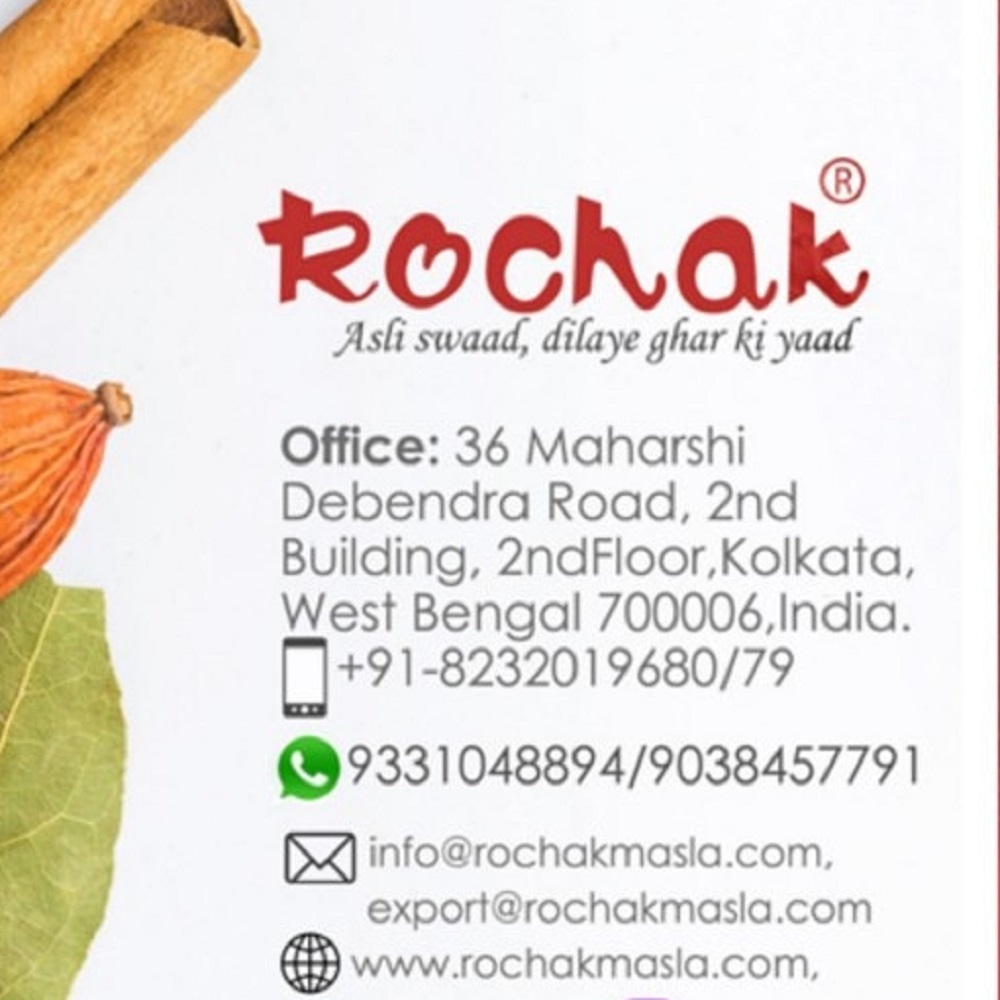 Rochak®
Asli swaad, dilaye ghar ki yaad
Office: 36 Maharshi
Debendra Road, 2nd
Building, 2ndFloor,Kolkata,
West Bengal 700006,India.
+91-8232019680/79
9331048894/9038457791
info@rochakmasla.com,
export@rochakmasla.com
www.rochakmasla.com,